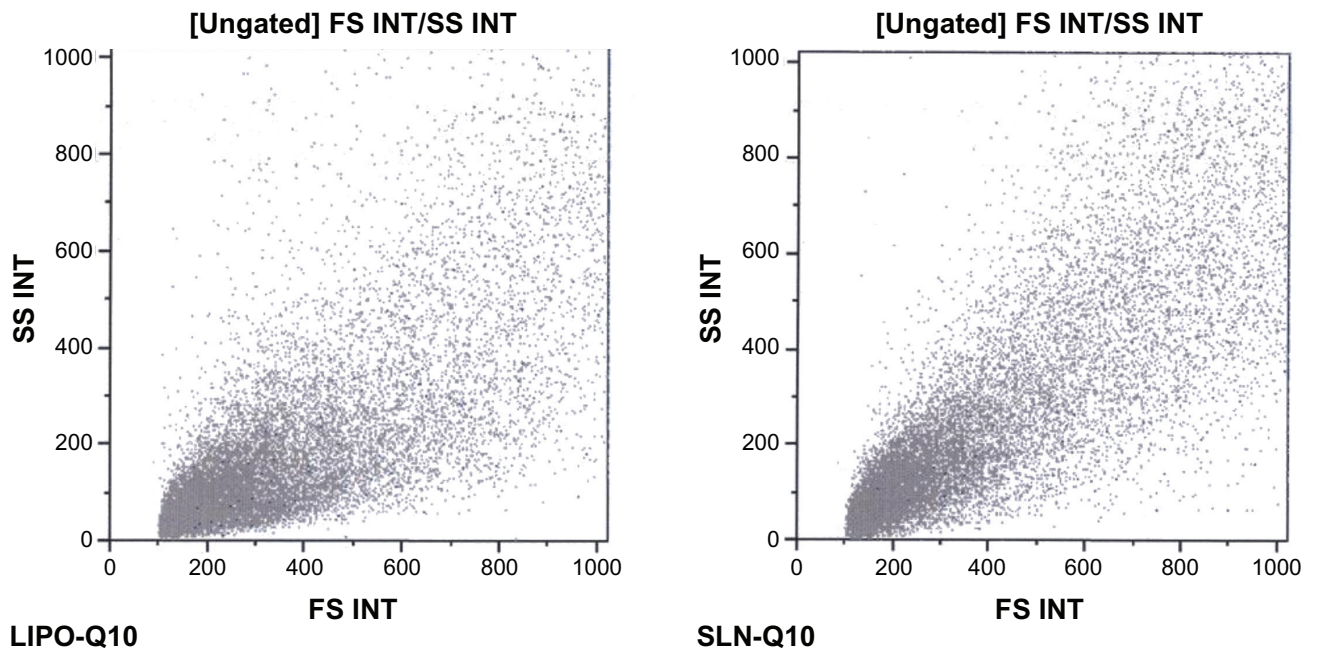 [Ungated] FS INT/SS INT
1000
800
600
400
200
0
SS INT
0 200 400 600 800 1000
FS INT
LIPO-Q10
[Ungated] FS INT/SS INT
1000
800
600
400
200
0
SS INT
0 200 400 600 800 1000
FS INT
SLN-Q10